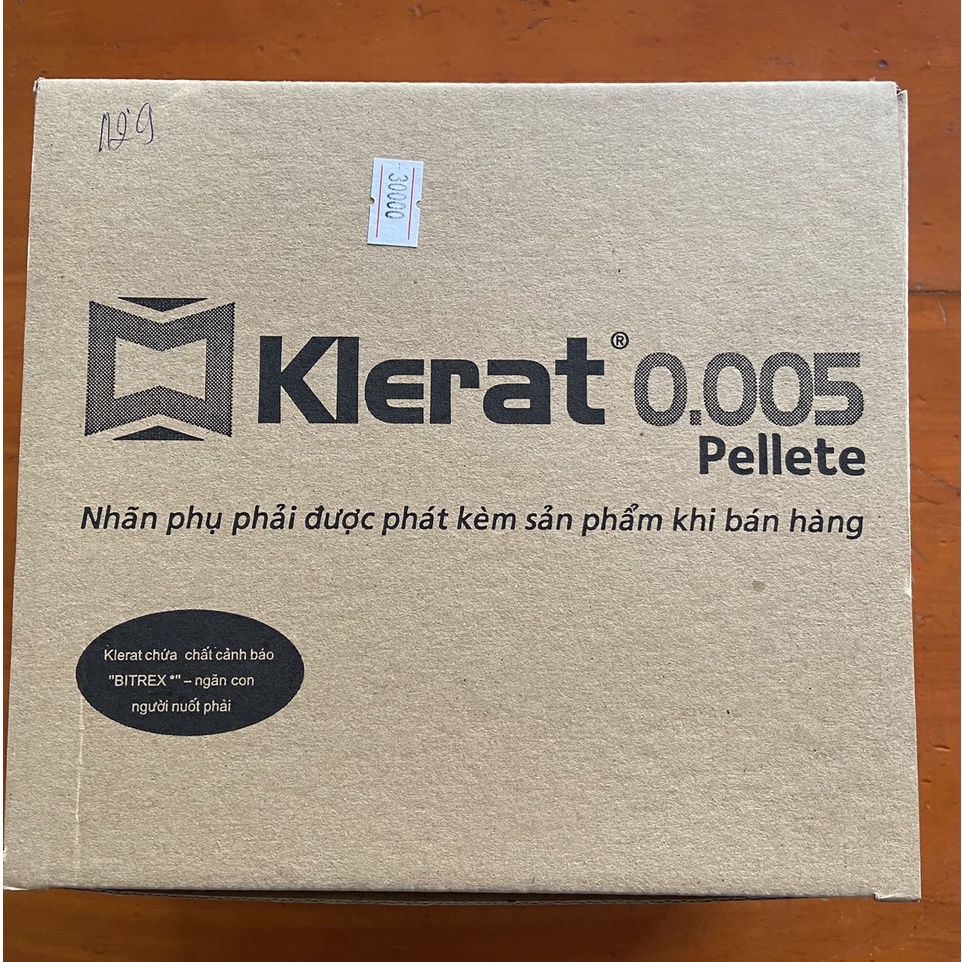 30000
Klerat® 0.005
Pellete
Nhãn phụ phải được phát kèm sản phẩm khi bán hàng
Klerat chứa chất cảnh báo
"BITREX *" – ngăn con
người nuốt phải